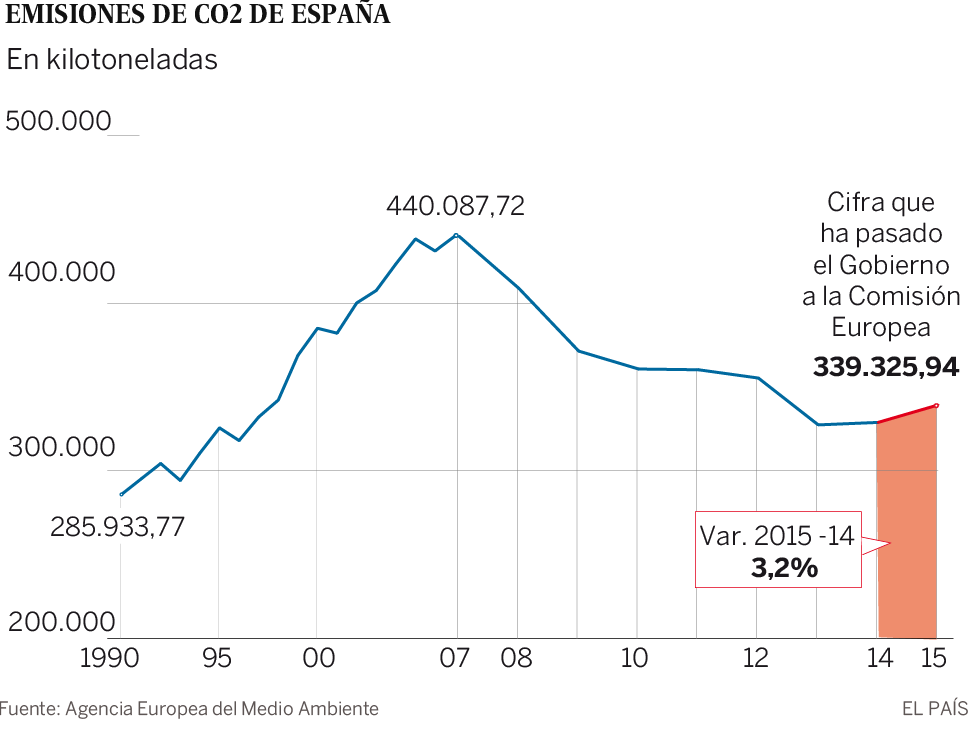 EMISIONES DE CO2 DE ESPAÑA
En kilotoneladas
500.000
440.087,72
Cifra que
ha pasado
el Gobierno
a la Comisión
Europea
339.325,94
400.000
300.000
285.933,77
Var. 2015 -14
3,2%
200.000
1990 95 00 07 08 10 12 14 15
Fuente: Agencia Europea del Medio Ambiente
EL PAÍS